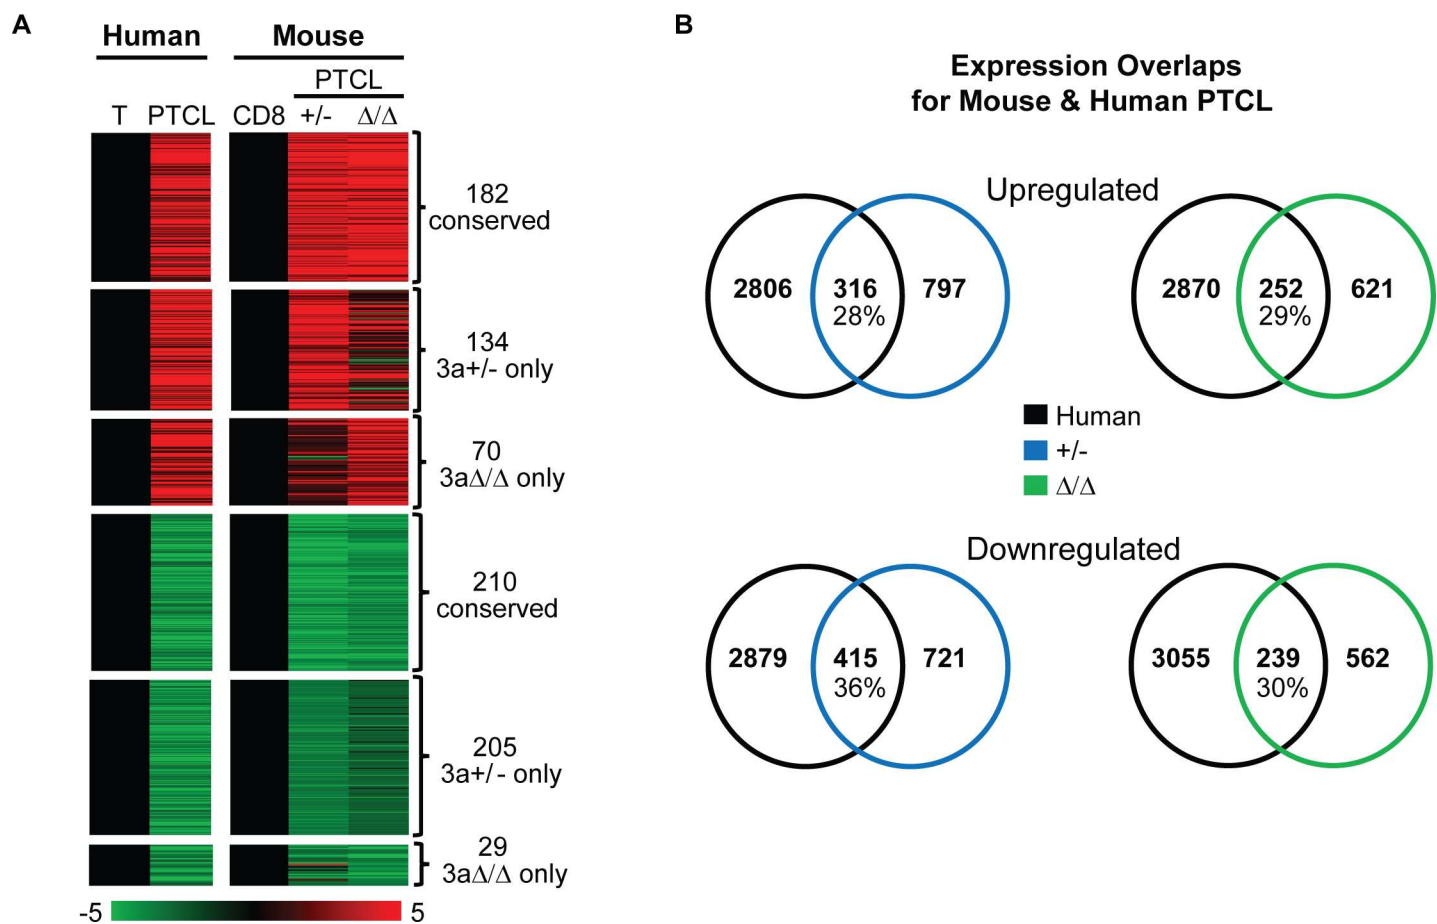 A
Human
Mouse
PTCL
T PTCL CD8 +/- Δ/Δ
182
conserved
134
3a+/- only
70
3aΔ/Δ only
210
conserved
205
3a+/- only
29
3aΔ/Δ only
-5 5
B
Expression Overlaps
for Mouse & Human PTCL
Upregulated
2806 316 797
28%
2870 252 621
29%
Human
+/-
Δ/Δ
Downregulated
2879 415 721
36%
3055 239 562
30%